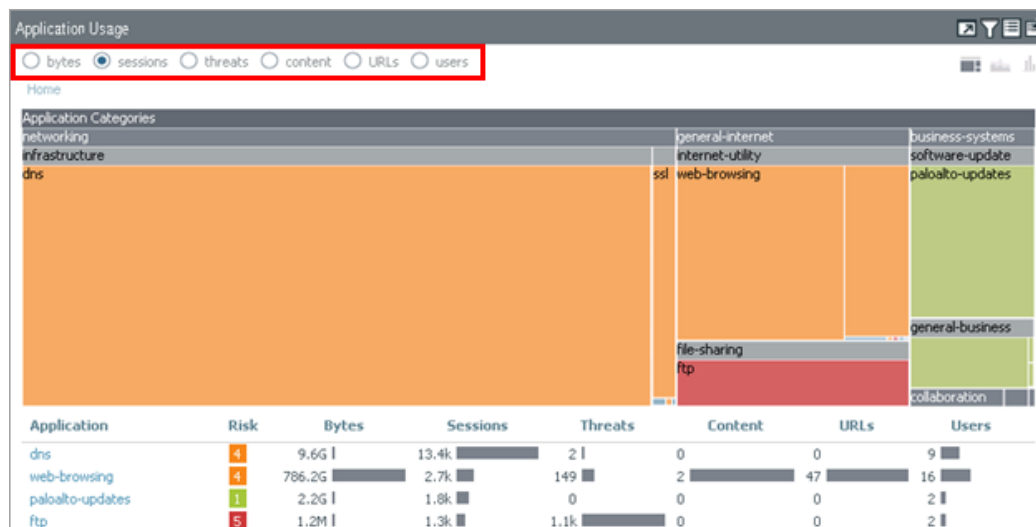 Application Usage
bytes sessions threats content URLs users
Home
Application Categories
networking general-internet business-systems
infrastructure internet-utility software-update
dns ssl web-browsing paloalto-updates
general-business
file-sharing
ftp
collaboration
Application Risk Bytes Sessions Threats Content URLs Users
dns 4 9.6G 13.4k 2 0 0 9
web-browsing 4 786.2G 2.7k 149 2 47 16
paloalto-updates 1 2.2G 1.8k 0 0 0 2
ftp 5 1.2M 1.3k 1.1k 0 0 2